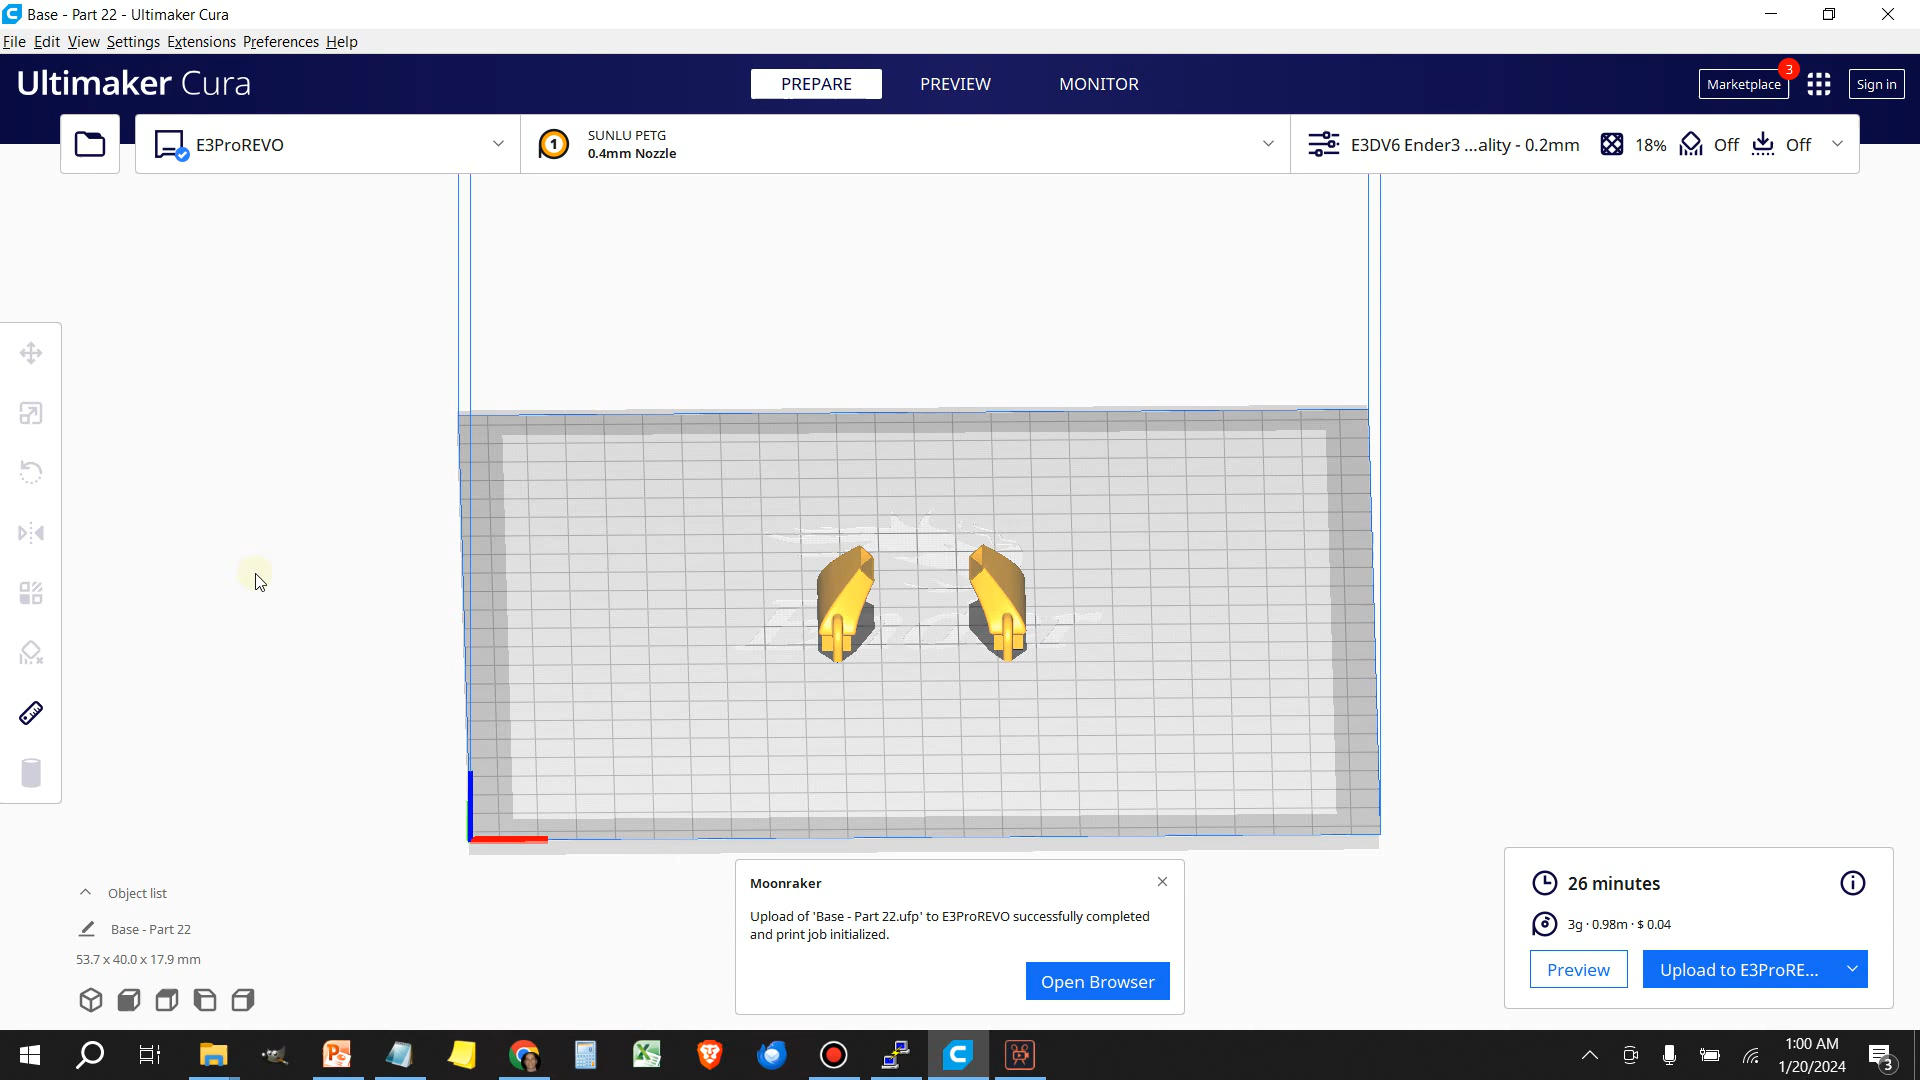 Base - Part 22 - Ultimaker Cura
File Edit View Settings Extensions Preferences Help
Ultimaker Cura
PREPARE
PREVIEW
MONITOR
Marketplace
3
Sign in
E3ProREVO
1
SUNLU PETG
0.4mm Nozzle
E3DV6 Ender3 ...ality - 0.2mm
18%
Off
Off
Ender
Object list
Base - Part 22
53.7 x 40.0 x 17.9 mm
Moonraker
Upload of 'Base - Part 22.ufp' to E3ProREVO successfully completed
and print job initialized.
Open Browser
26 minutes
3g · 0.98m · $ 0.04
Preview
Upload to E3ProRE...
1:00 AM
1/20/2024
3